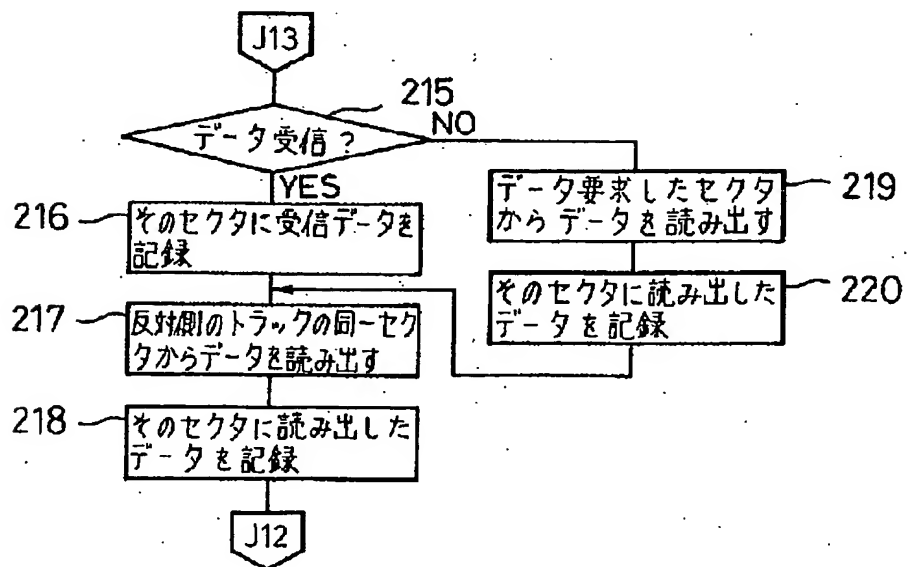 J13
215
データ受信?
NO
YES
216
そのセクタに受信データを
記録
データ要求したセクタ
からデータを読み出す
219
そのセクタに読み出した
データを記録
220
217
反対側のトラックの同一セク
タからデータを読み出す
218
そのセクタに読み出した
データを記録
J12